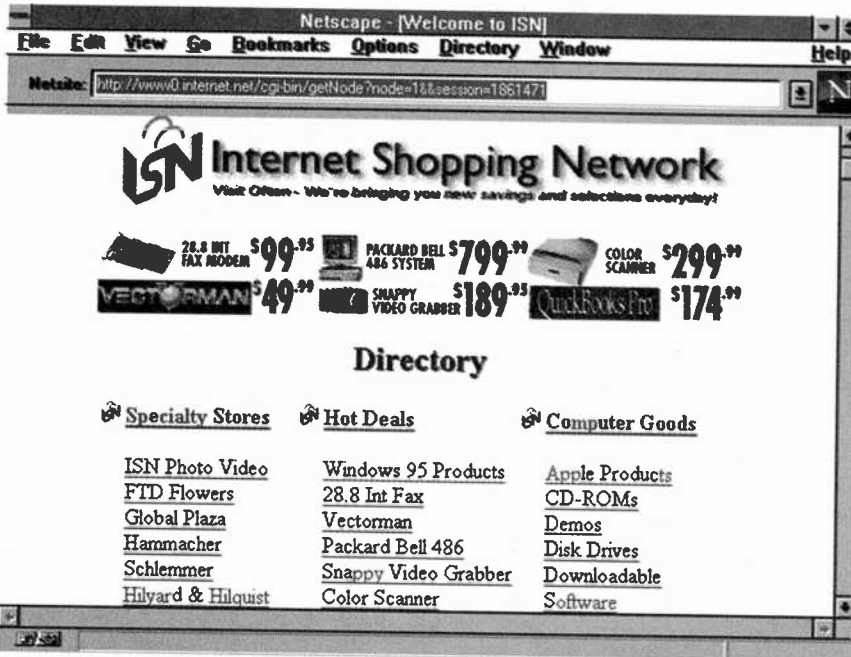 Netscape - [Welcome to ISN]
File Edit View Go Bookmarks Options Directory Window Help
Netsite: http://www0.internet.net/cgi-bin/getNode?node=1&&session=1861471
N
ISN Internet Shopping Network
Visit Often - We're bringing you new savings and selections everyday!
28.8 INT FAX MODEM $99.95
PACKARD BELL 486 SYSTEM $799.99
COLOR SCANNER $299.99
VECTORMAN $49.99
SNAPPY VIDEO GRABBER $189.95
QuickBooks Pro $174.99
Directory
ISN Specialty Stores
ISN Photo Video
FTD Flowers
Global Plaza
Hammacher
Schlemmer
Hilyard & Hilquist
ISN Hot Deals
Windows 95 Products
28.8 Int Fax
Vectorman
Packard Bell 486
Snappy Video Grabber
Color Scanner
ISN Computer Goods
Apple Products
CD-ROMs
Demos
Disk Drives
Downloadable
Software